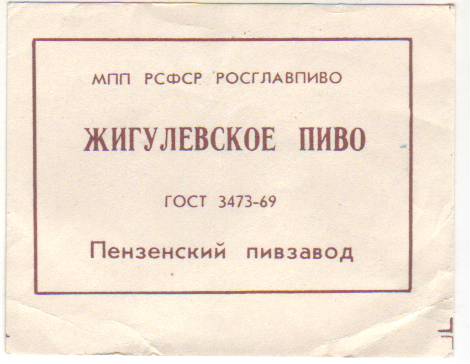 МПП РСФСР РОСГЛАВПИВО
ЖИГУЛЕВСКОЕ ПИВО
ГОСТ 3473-69
Пензенский пивзавод